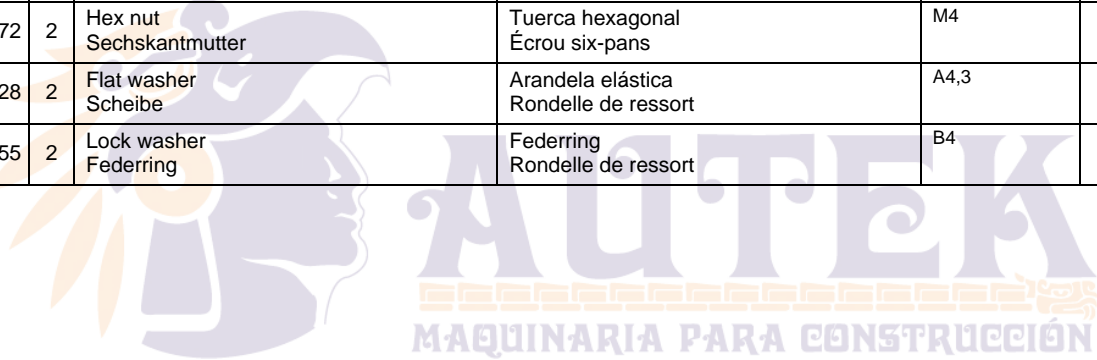 72 2 Hex nut Tuerca hexagonal M4
Sechskantmutter Écrou six-pans
28 2 Flat washer Arandela elástica A4,3
Scheibe Rondelle de ressort
55 2 Lock washer Federring B4
Federring Rondelle de ressort
AUTEK
MAQUINARIA PARA CONSTRUCCIÓN